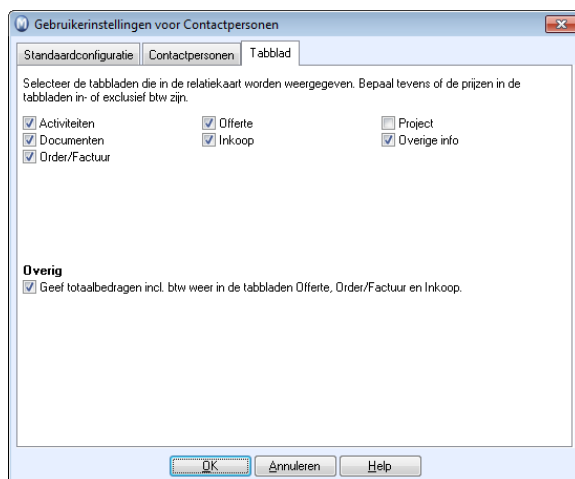 Gebruikerinstellingen voor Contactpersonen
Standaardconfiguratie Contactpersonen Tabblad
Selecteer de tabbladen die in de relatiekaart worden weergegeven. Bepaal tevens of de prijzen in de
tabbladen in- of exclusief btw zijn.
Activiteiten Offerte Project
Documenten Inkoop Overige info
Order/Factuur
Overig
Geef totaalbedragen incl. btw weer in de tabbladen Offerte, Order/Factuur en Inkoop.
OK Annuleren Help